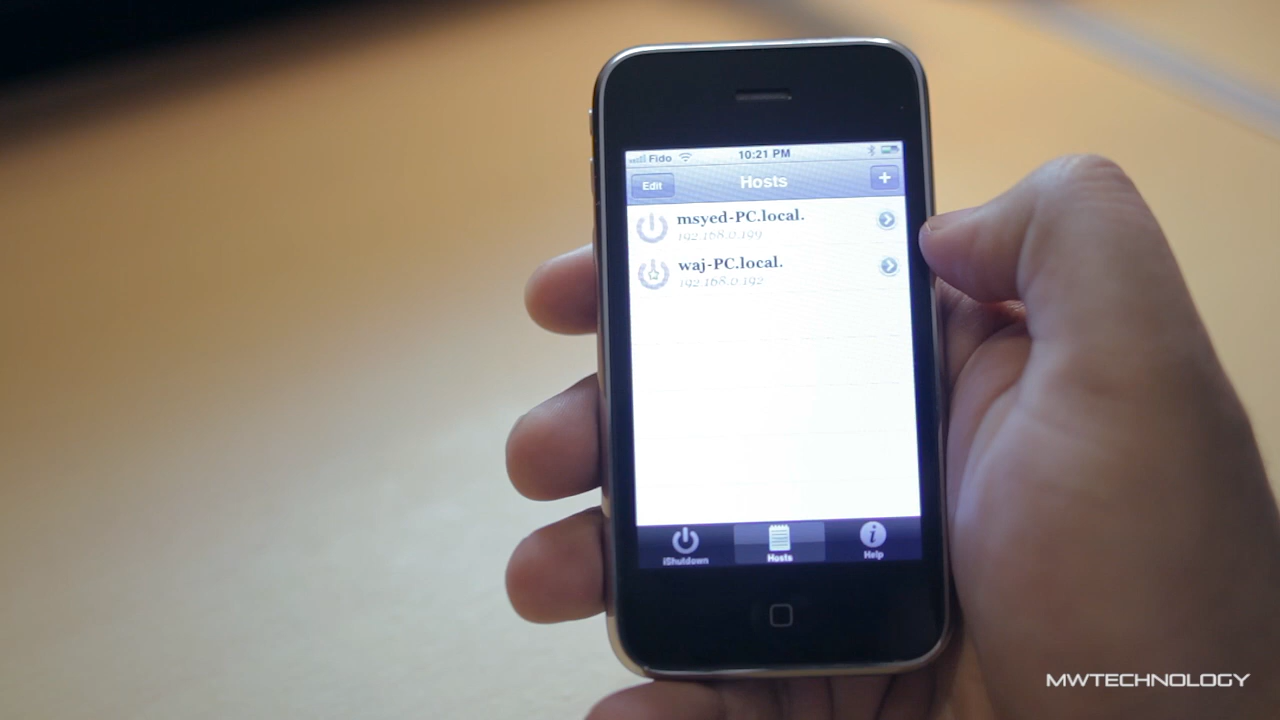 Fido 10:21 PM
Edit Hosts +
msyed-PC.local.
192.168.0.199
waj-PC.local.
192.168.0.192
iShutdown Hosts Help
MWTECHNOLOGY